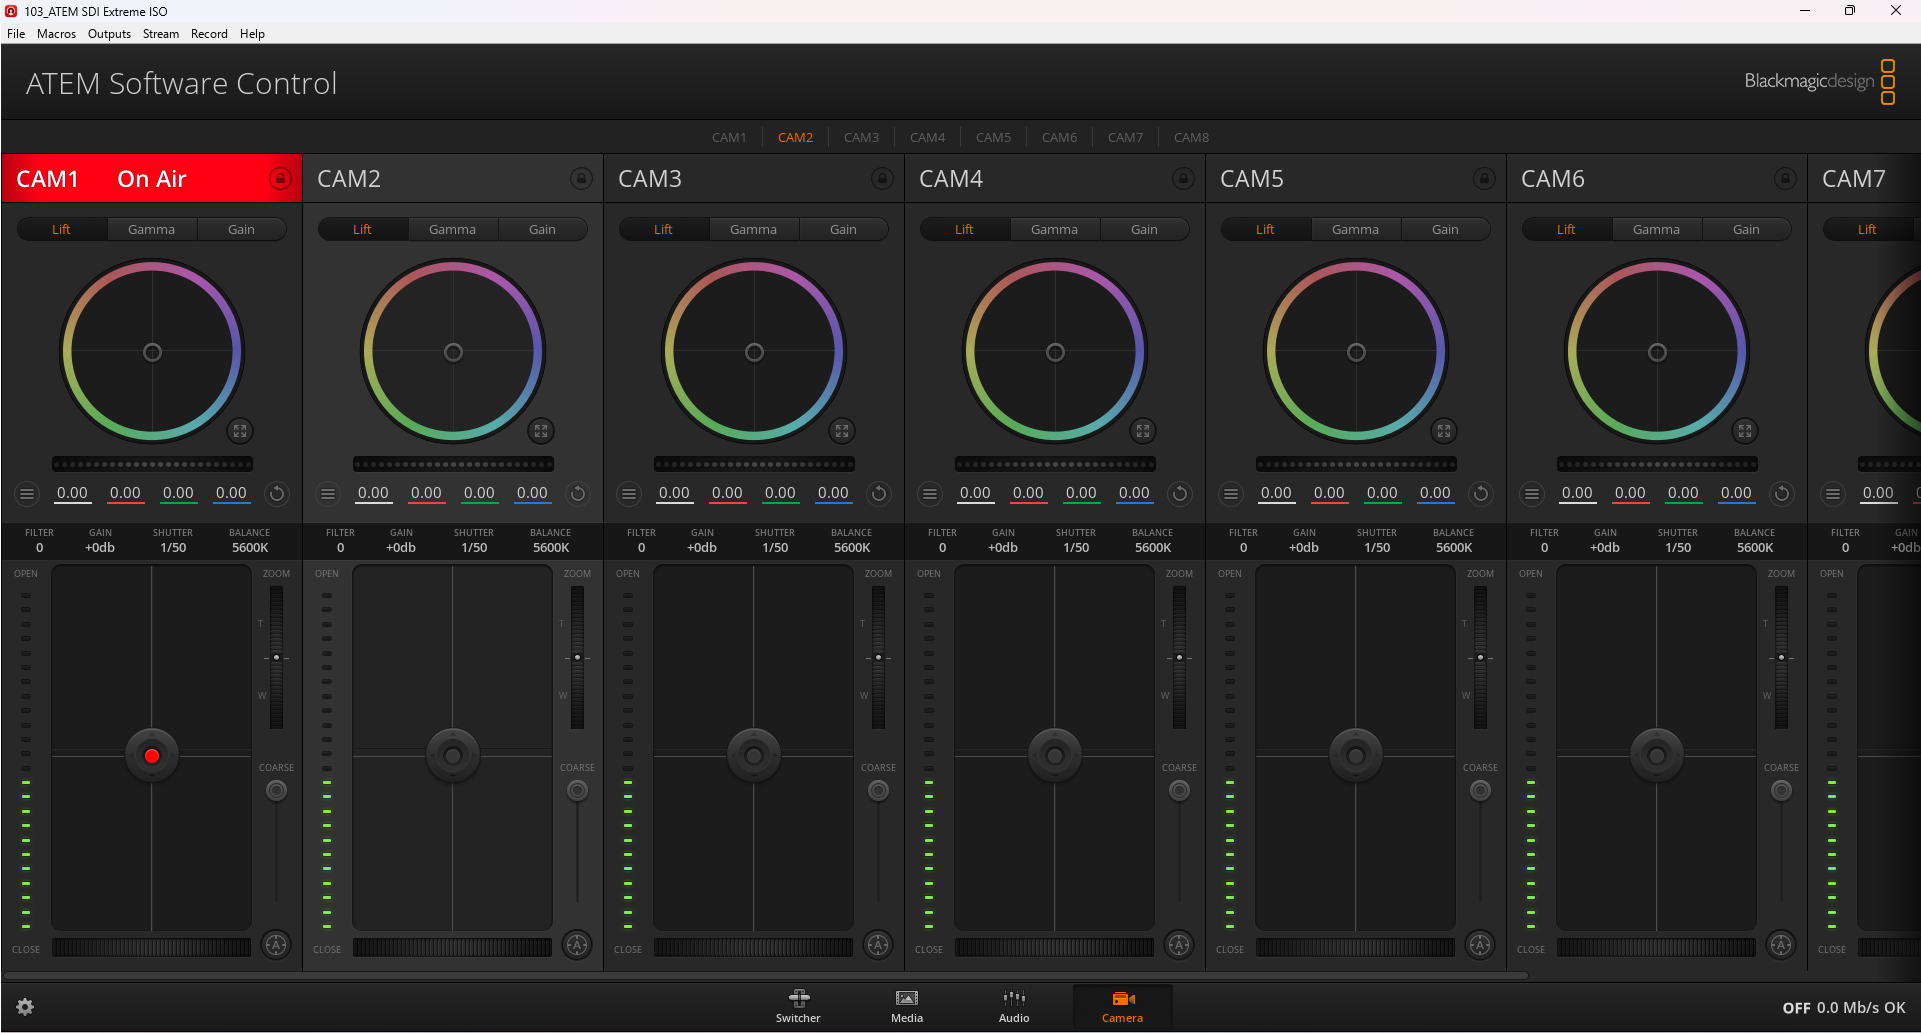 103_ATEM SDI Extreme ISO
File Macros Outputs Stream Record Help
ATEM Software Control
Blackmagicdesign
CAM1 CAM2 CAM3 CAM4 CAM5 CAM6 CAM7 CAM8
CAM1 On Air CAM2 CAM3 CAM4 CAM5 CAM6 CAM7
Lift Gamma Gain Lift Gamma Gain Lift Gamma Gain Lift Gamma Gain Lift Gamma Gain Lift Gamma Gain Lift
0.00 0.00 0.00 0.00 0.00 0.00 0.00 0.00 0.00 0.00 0.00 0.00 0.00 0.00 0.00 0.00 0.00 0.00 0.00 0.00 0.00 0.00 0.00 0.00 0.00 0
FILTER GAIN SHUTTER BALANCE FILTER GAIN SHUTTER BALANCE FILTER GAIN SHUTTER BALANCE FILTER GAIN SHUTTER BALANCE FILTER GAIN SHUTTER BALANCE FILTER GAIN SHUTTER BALANCE FILTER GAIN
0 +0db 1/50 5600K 0 +0db 1/50 5600K 0 +0db 1/50 5600K 0 +0db 1/50 5600K 0 +0db 1/50 5600K 0 +0db 1/50 5600K 0 +0db
OPEN ZOOM OPEN ZOOM OPEN ZOOM OPEN ZOOM OPEN ZOOM OPEN ZOOM OPEN
T T T T T T
W W W W W W
COARSE COARSE COARSE COARSE COARSE COARSE
CLOSE A CLOSE A CLOSE A CLOSE A CLOSE A CLOSE A CLOSE
Switcher Media Audio Camera
OFF 0.0 Mb/s OK